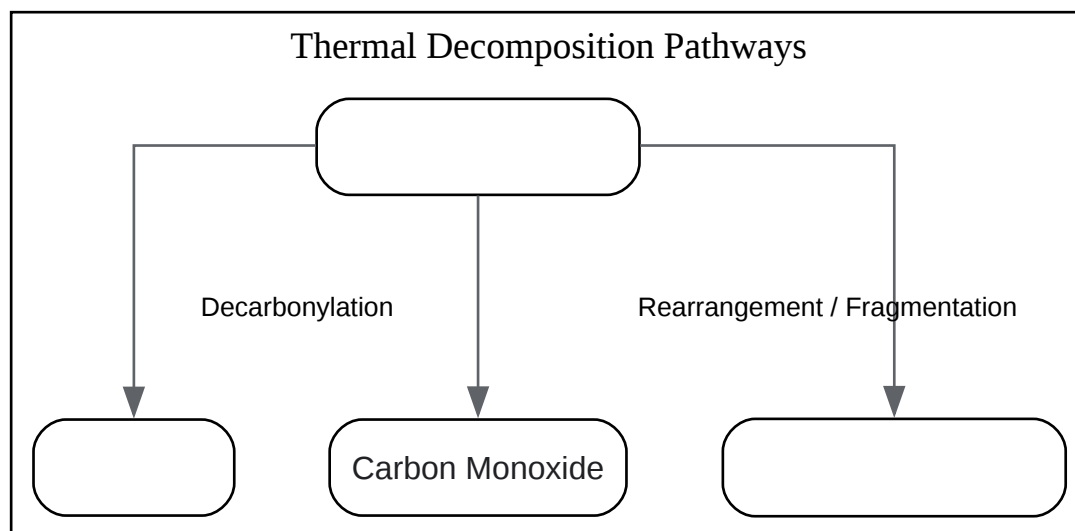 Thermal Decomposition Pathways
Decarbonylation
Rearrangement / Fragmentation
Carbon Monoxide